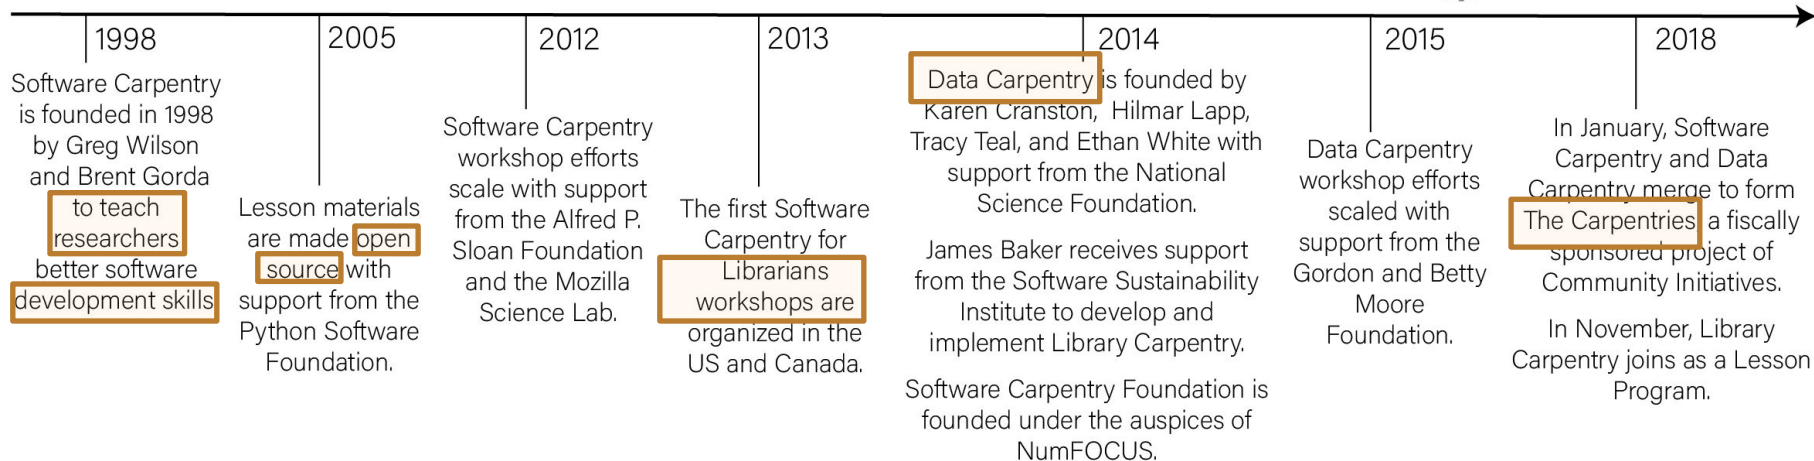 1998
Software Carpentry
is founded in 1998
by Greg Wilson
and Brent Gorda
to teach
researchers
better software
development skills
2005
Lesson materials
are made open
source with
support from the
Python Software
Foundation.
2012
Software Carpentry
workshop efforts
scale with support
from the Alfred P.
Sloan Foundation
and the Mozilla
Science Lab.
2013
The first Software
Carpentry for
Librarians
workshops are
organized in the
US and Canada.
2014
Data Carpentry is founded by
Karen Cranston, Hilmar Lapp,
Tracy Teal, and Ethan White with
support from the National
Science Foundation.
James Baker receives support
from the Software Sustainability
Institute to develop and
implement Library Carpentry.
Software Carpentry Foundation is
founded under the auspices of
NumFOCUS.
2015
Data Carpentry
workshop efforts
scaled with
support from the
Gordon and Betty
Moore
Foundation.
2018
In January, Software
Carpentry and Data
Carpentry merge to form
The Carpentries, a fiscally
sponsored project of
Community Initiatives.
In November, Library
Carpentry joins as a Lesson
Program.